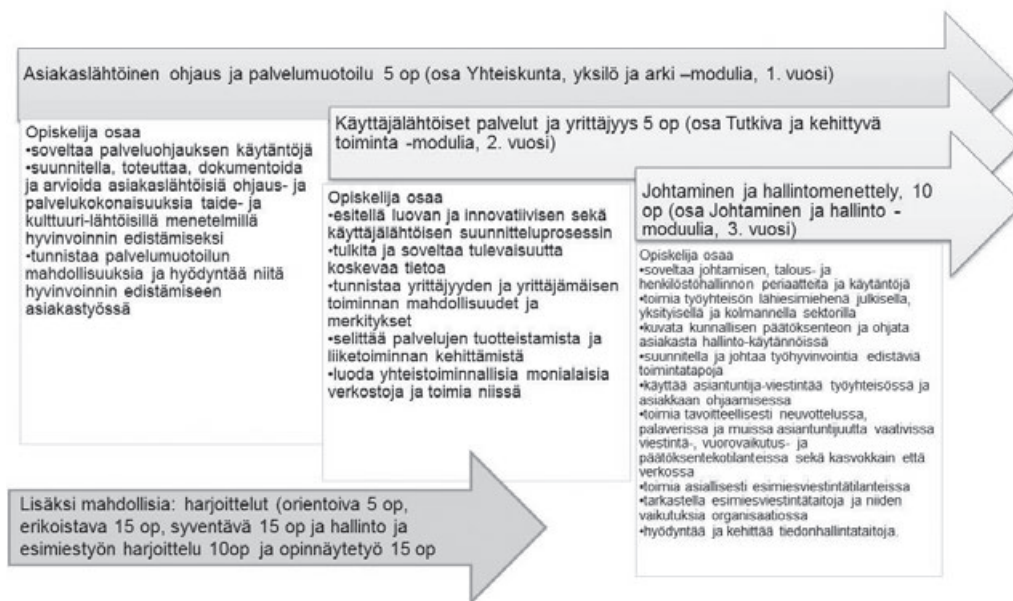 Asiakaslähtöinen ohjaus ja palvelumuotoilu 5 op (osa Yhteiskunta, yksilö ja arki –modulia, 1. vuosi)
Opiskelija osaa
•soveltaa palveluohjauksen käytäntöjä
•suunnitella, toteuttaa, dokumentoida
ja arvioida asiakaslähtöisiä ohjaus- ja
palvelukokonaisuuksia taide- ja
kulttuuri-lähtöisillä menetelmillä
hyvinvoinnin edistämiseksi
•tunnistaa palvelumuotoilun
mahdollisuuksia ja hyödyntää niitä
hyvinvoinnin edistämiseen
asiakastyössä
Käyttäjälähtöiset palvelut ja yrittäjyys 5 op (osa Tutkiva ja kehittyvä
toiminta -modulia, 2. vuosi)
Opiskelija osaa
•esitellä luovan ja innovatiivisen sekä
käyttäjälähtöisen suunnitteluprosessin
•tulkita ja soveltaa tulevaisuutta
koskevaa tietoa
•tunnistaa yrittäjyyden ja yrittäjämäisen
toiminnan mahdollisuudet ja
merkitykset
•selittää palvelujen tuotteistamista ja
liiketoiminnan kehittämistä
•luoda yhteistoiminnallisia monialaisia
verkostoja ja toimia niissä
Johtaminen ja hallintomenettely, 10
op (osa Johtaminen ja hallinto -
moduulia, 3. vuosi)
Opiskelija osaa
•soveltaa johtamisen, talous- ja
henkilöstöhallinnon periaatteita ja käytäntöjä
•toimia työyhteisön lähiesimiehenä julkisella,
yksityisellä ja kolmannella sektorilla
•kuvata kunnallisen päätöksenteon ja ohjata
asiakasta hallinto-käytännöissä
•suunnitella ja johtaa työhyvinvointia edistäviä
toimintatapoja
•käyttää asiantuntija-viestintää työyhteisössä ja
asiakkaan ohjaamisessa
•toimia tavoitteellisesti neuvottelussa,
palaverissa ja muissa asiantuntijuutta vaativissa
viestintä-, vuorovaikutus- ja
päätöksentekotilanteissa sekä kasvokkain että
verkossa
•toimia asiallisesti esimiesviestintätilanteissa
•tarkastella esimiesviestintätaitoja ja niiden
vaikutuksia organisaatiossa
•hyödyntää ja kehittää tiedonhallintataitoja.
Lisäksi mahdollisia: harjoittelut (orientoiva 5 op,
erikoistava 15 op, syventävä 15 op ja hallinto ja
esimiestyön harjoittelu 10op ja opinnäytetyö 15 op